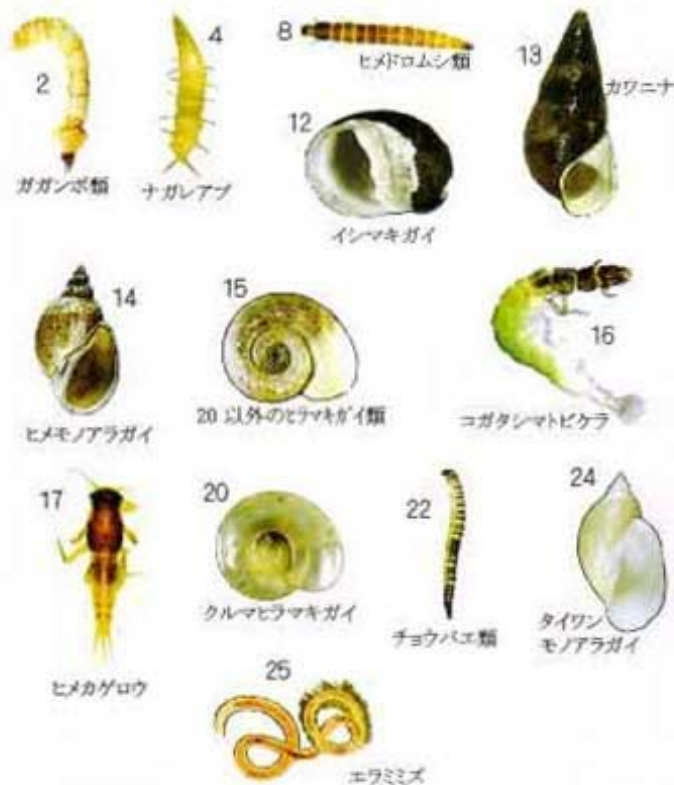 2
ガガンボ類
4
ナガレアブ
8
ヒメドロムシ類
12
イシマキガイ
13
カワニナ
14
ヒメモノアラガイ
15
20 以外のヒラマキガイ類
16
コガタシマトビケラ
17
ヒメカゲロウ
20
クルマヒラマキガイ
22
チョウバエ類
24
タイワン
モノアラガイ
25
エラミミズ